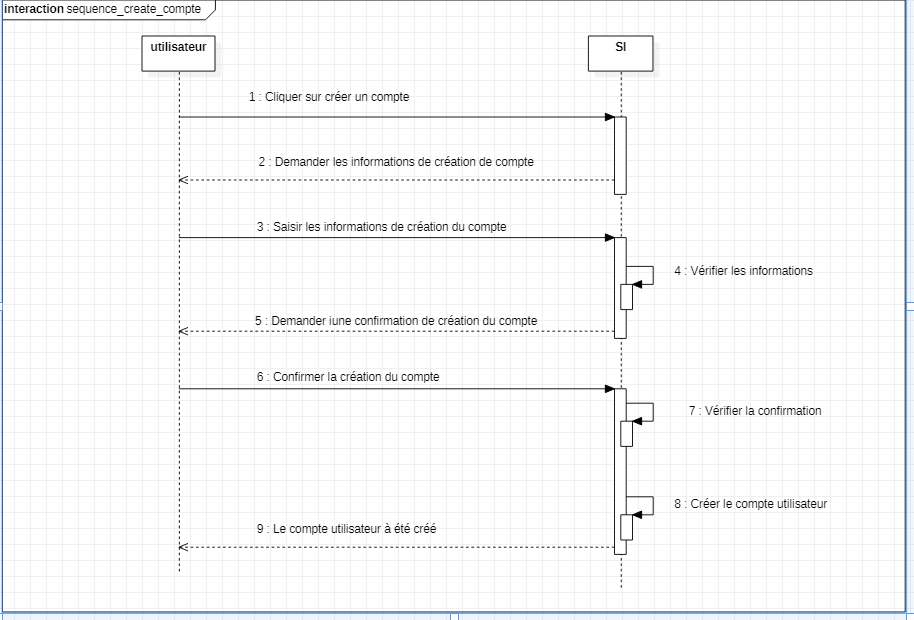 interaction sequence_create_compte
utilisateur
SI
1 : Cliquer sur créer un compte
2 : Demander les informations de création de compte
3 : Saisir les informations de création du compte
4 : Vérifier les informations
5 : Demander iune confirmation de création du compte
6 : Confirmer la création du compte
7 : Vérifier la confirmation
8 : Créer le compte utilisateur
9 : Le compte utilisateur à été créé